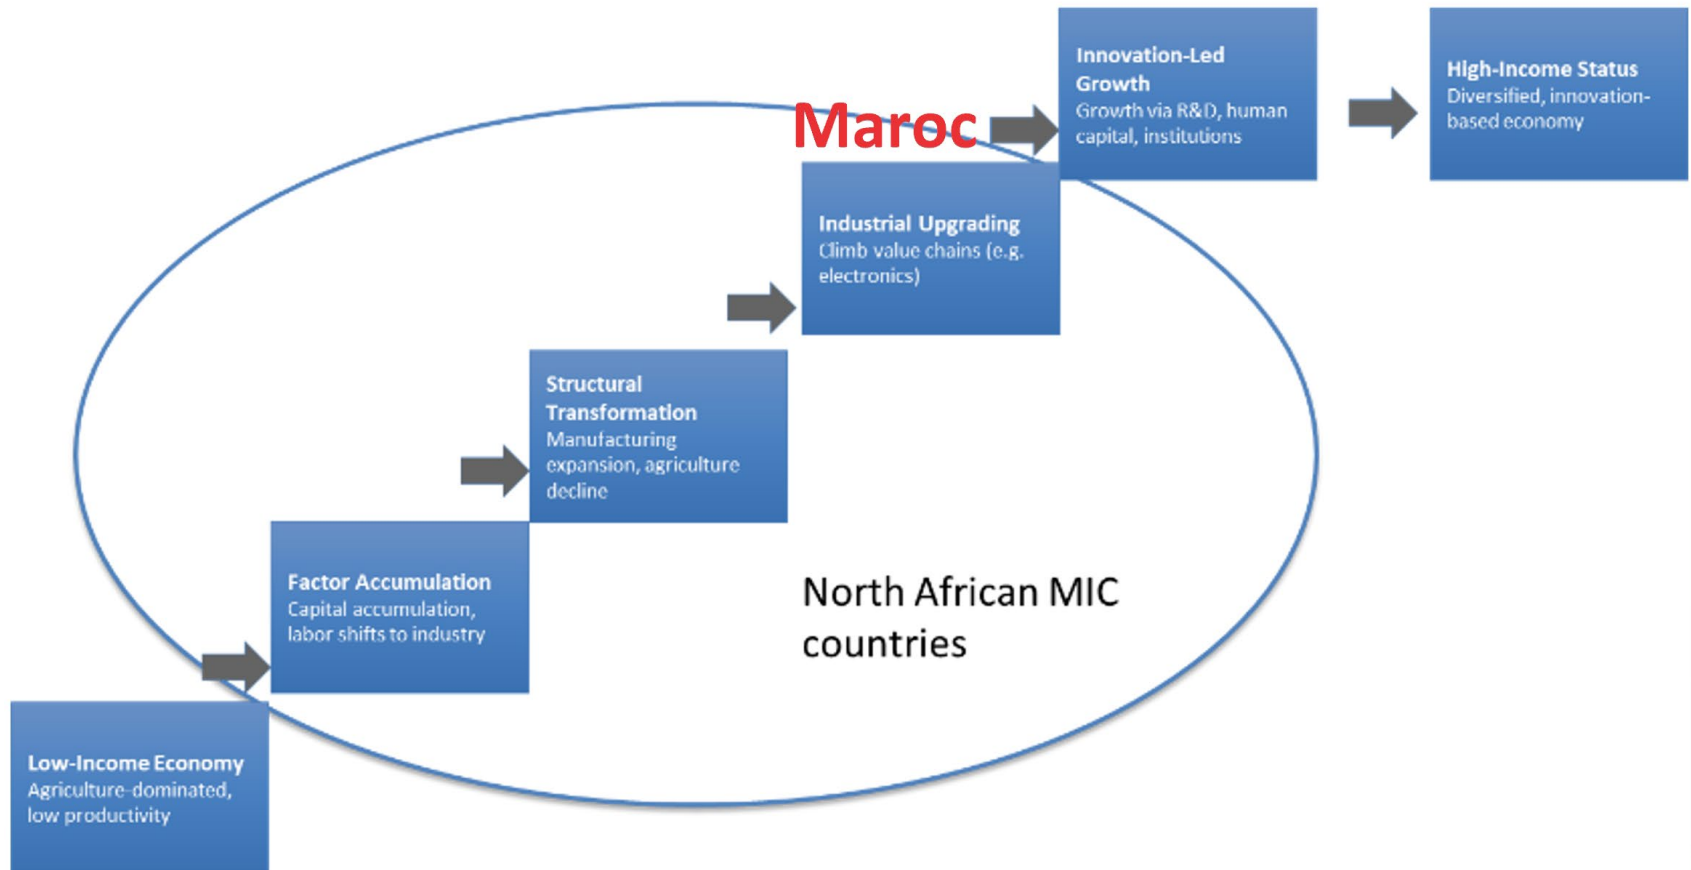 Innovation-Led
Growth
Growth via R&D, human
capital, institutions
High-Income Status
Diversified, innovation-
based economy
Maroc
Industrial Upgrading
Climb value chains (e.g.
electronics)
Structural
Transformation
Manufacturing
expansion, agriculture
decline
Factor Accumulation
Capital accumulation,
labor shifts to industry
North African MIC
countries
Low-Income Economy
Agriculture-dominated,
low productivity